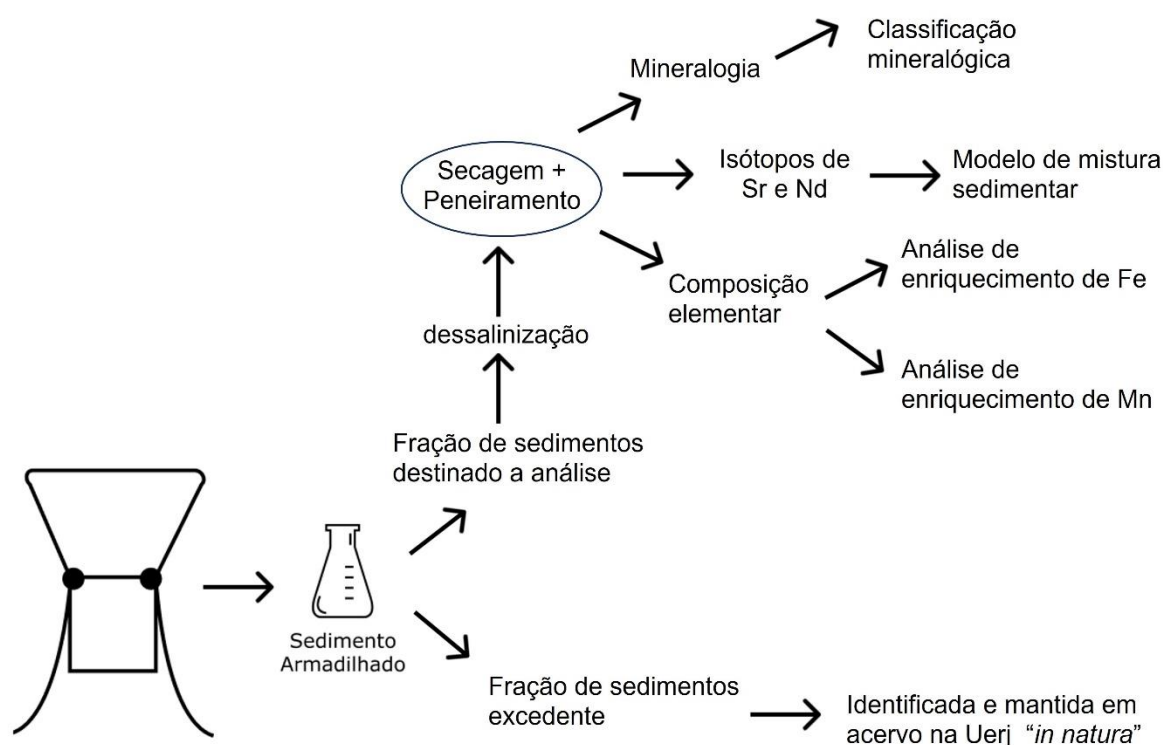 Classificação
mineralógica
Mineralogia
Secagem +
Peneiramento
Isótopos de
Sr e Nd
Modelo de mistura
sedimentar
Composição
elementar
Análise de
enriquecimento de Fe
Análise de
enriquecimento de Mn
dessalinização
Fração de sedimentos
destinado a análise
Sedimento
Armadilhado
Fração de sedimentos
excedente
Identificada e mantida em
acervo na Uerj “in natura”